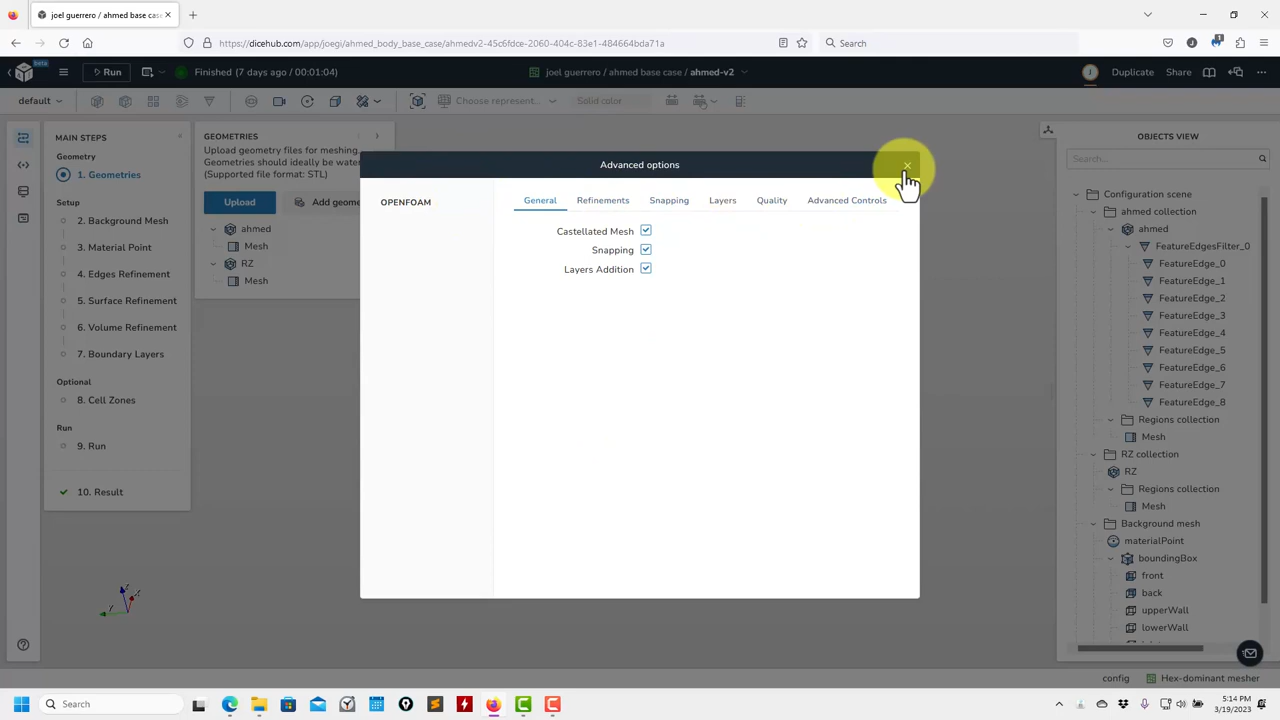 joel guerrero / ahmed base cas
https://dicehub.com/app/joegi/ahmed_body_base_case/ahmedv2-45c6fdce-2060-404c-83e1-484664bda71a
Search
beta
Run
Finished (7 days ago / 00:01:04)
joel guerrero / ahmed base case / ahmed-v2
J
Duplicate
Share
default
Choose represent...
Solid color
MAIN STEPS
Geometry
1. Geometries
Setup
2. Background Mesh
3. Material Point
4. Edges Refinement
5. Surface Refinement
6. Volume Refinement
7. Boundary Layers
Optional
8. Cell Zones
Run
9. Run
10. Result
GEOMETRIES
Upload geometry files for meshing.
Geometries should ideally be water
(Supported file format: STL)
Upload
Add geome
ahmed
Mesh
RZ
Mesh
Advanced options
OPENFOAM
General
Refinements
Snapping
Layers
Quality
Advanced Controls
Castellated Mesh
Snapping
Layers Addition
OBJECTS VIEW
Search...
Configuration scene
ahmed collection
ahmed
FeatureEdgesFilter_0
FeatureEdge_0
FeatureEdge_1
FeatureEdge_2
FeatureEdge_3
FeatureEdge_4
FeatureEdge_5
FeatureEdge_6
FeatureEdge_7
FeatureEdge_8
Regions collection
Mesh
RZ collection
RZ
Regions collection
Mesh
Background mesh
materialPoint
boundingBox
front
back
upperWall
lowerWall
config
Hex-dominant mesher
Search
5:14 PM
3/19/2023